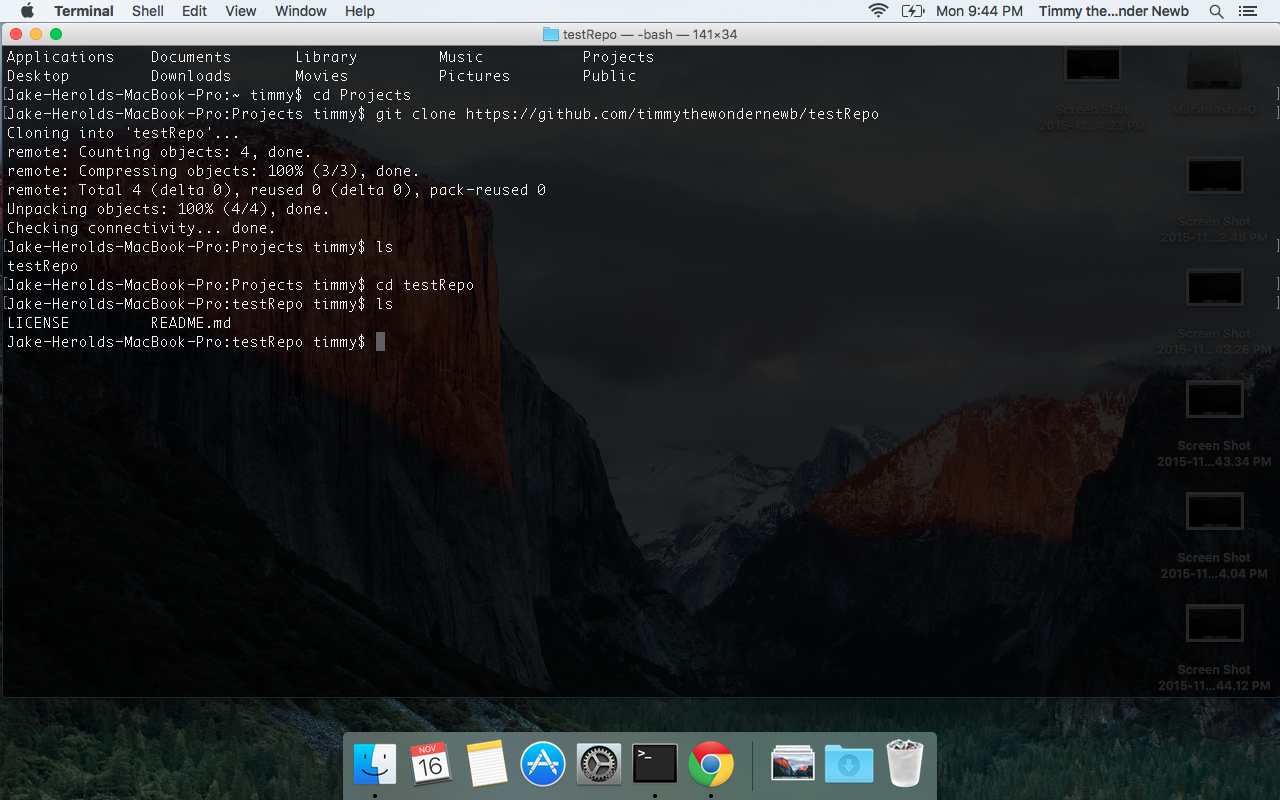 Terminal Shell Edit View Window Help Mon 9:44 PM Timmy the...nder Newb
testRepo — -bash — 141×34
Applications Documents Library Music Projects
Desktop Downloads Movies Pictures Public
[Jake-Herolds-MacBook-Pro:~ timmy$ cd Projects ]
[Jake-Herolds-MacBook-Pro:Projects timmy$ git clone https://github.com/timmythewondernewb/testRepo ]
Cloning into 'testRepo'...
remote: Counting objects: 4, done.
remote: Compressing objects: 100% (3/3), done.
remote: Total 4 (delta 0), reused 0 (delta 0), pack-reused 0
Unpacking objects: 100% (4/4), done.
Checking connectivity... done.
[Jake-Herolds-MacBook-Pro:Projects timmy$ ls ]
testRepo
[Jake-Herolds-MacBook-Pro:Projects timmy$ cd testRepo ]
[Jake-Herolds-MacBook-Pro:testRepo timmy$ ls ]
LICENSE README.md
Jake-Herolds-MacBook-Pro:testRepo timmy$
Screen Shot
2015-11...4.23 PM
Macintosh HD
Screen Shot
2015-11...2.48 PM
Screen Shot
2015-11...43.26 PM
Screen Shot
2015-11...43.34 PM
Screen Shot
2015-11...4.04 PM
Screen Shot
2015-11...44.12 PM
NOV
16
>_